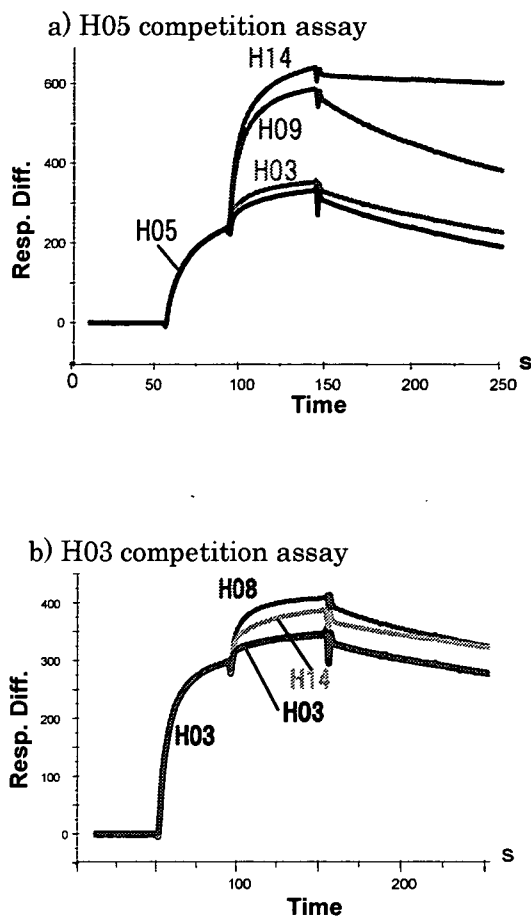 a) H05 competition assay
H14
600
H09
400
H03
H05
200
0
Resp. Diff.
0 50 100 150 200 250 s
Time
b) H03 competition assay
H08
400
300
H14
H03
H03
200
100
0
Resp. Diff.
s
100 200
Time